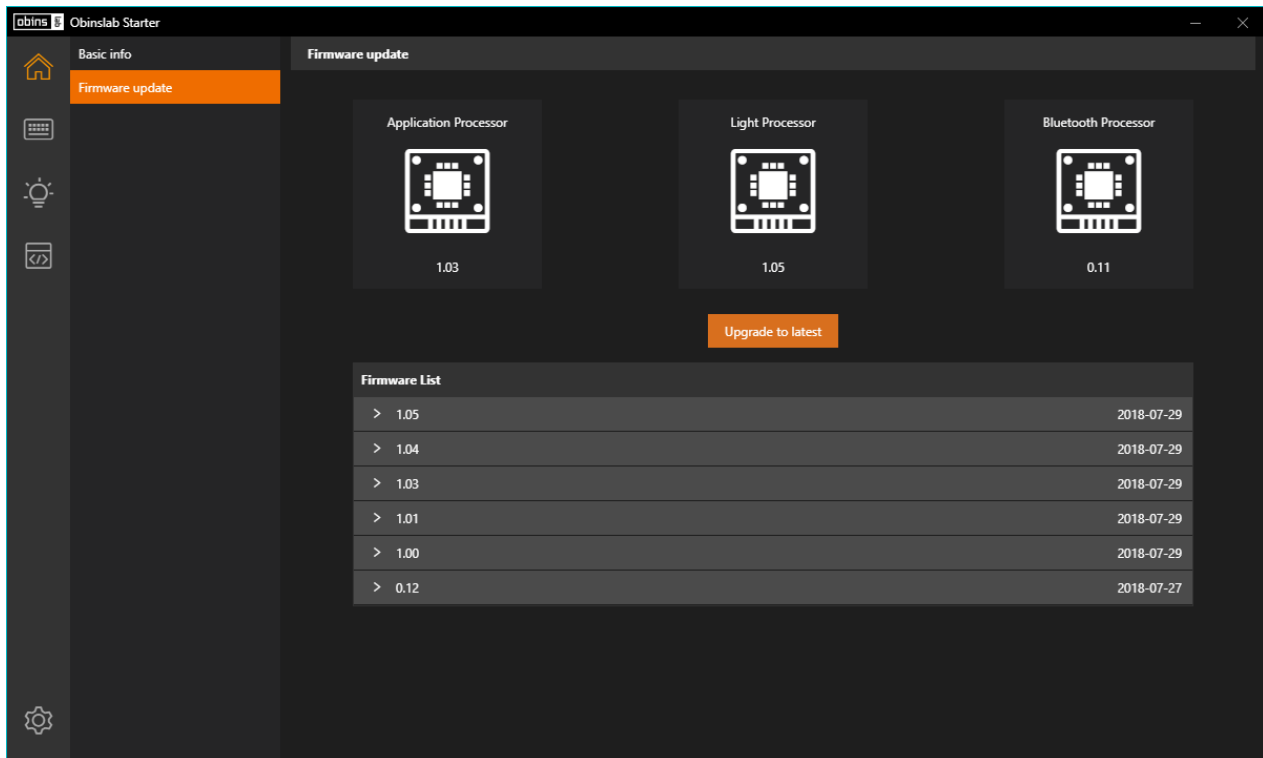 obins Obinslab Starter
Basic info
Firmware update
Firmware update
Application Processor
1.03
Light Processor
1.05
Bluetooth Processor
0.11
Upgrade to latest
Firmware List
1.05 2018-07-29
1.04 2018-07-29
1.03 2018-07-29
1.01 2018-07-29
1.00 2018-07-29
0.12 2018-07-27